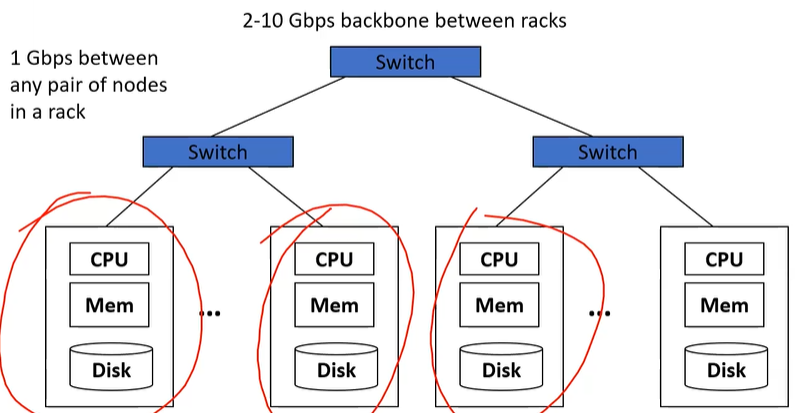 2-10 Gbps backbone between racks
1 Gbps between
any pair of nodes
in a rack
Switch
Switch
Switch
CPU
Mem
Disk
...
CPU
Mem
Disk
CPU
Mem
Disk
...
CPU
Mem
Disk